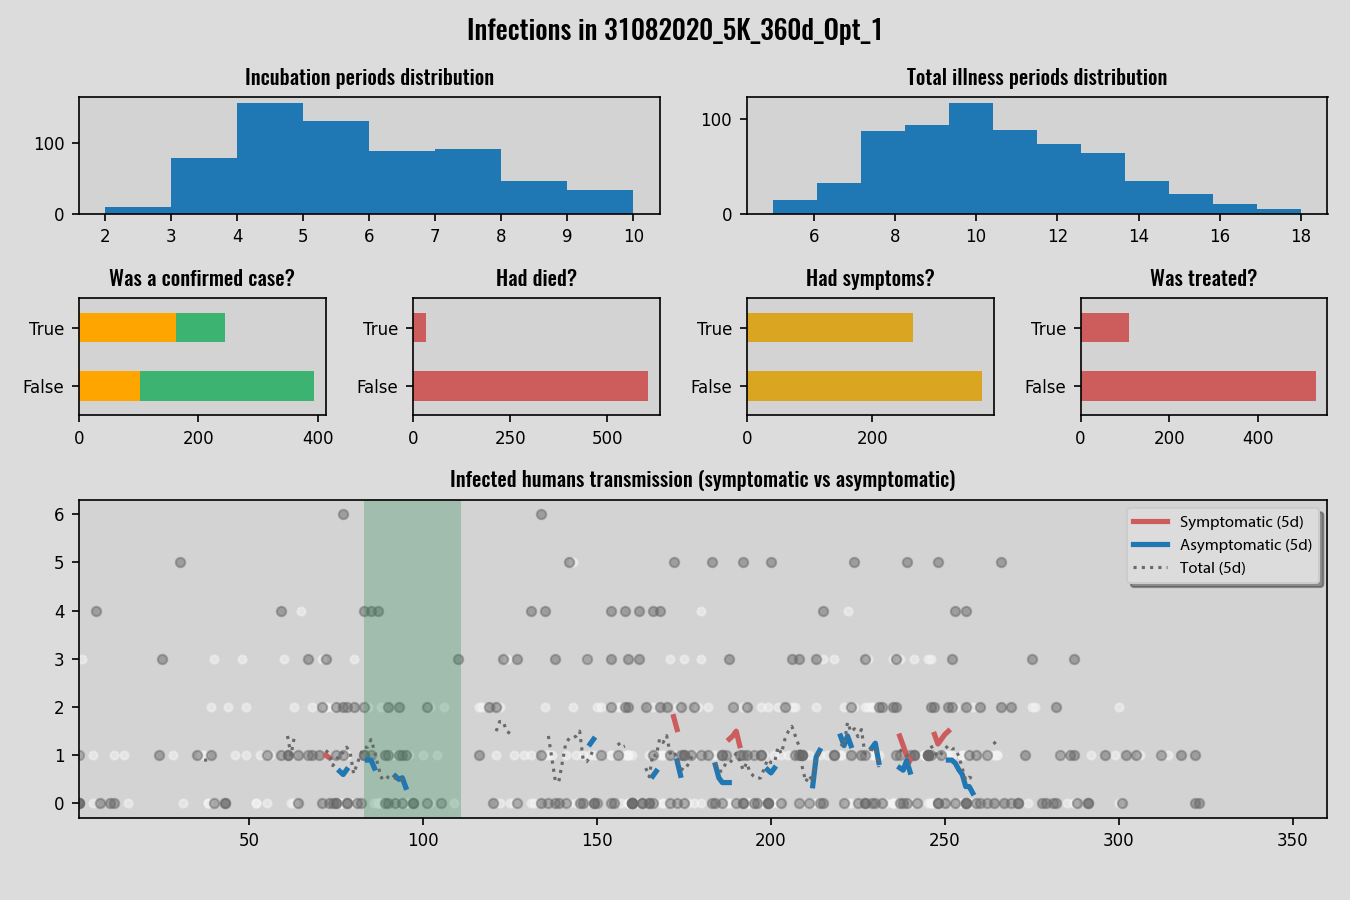 Infections in 31082020_5K_360d_Opt_1
Incubation periods distribution
Total illness periods distribution
100
0
2 3 4 5 6 7 8 9 10
100
0
6 8 10 12 14 16 18
Was a confirmed case?
Had died?
Had symptoms?
Was treated?
True
False
0 200 400
True
False
0 250 500
True
False
0 200
True
False
0 200 400
Infected humans transmission (symptomatic vs asymptomatic)
6
5
4
3
2
1
0
Symptomatic (5d)
Asymptomatic (5d)
Total (5d)
50 100 150 200 250 300 350